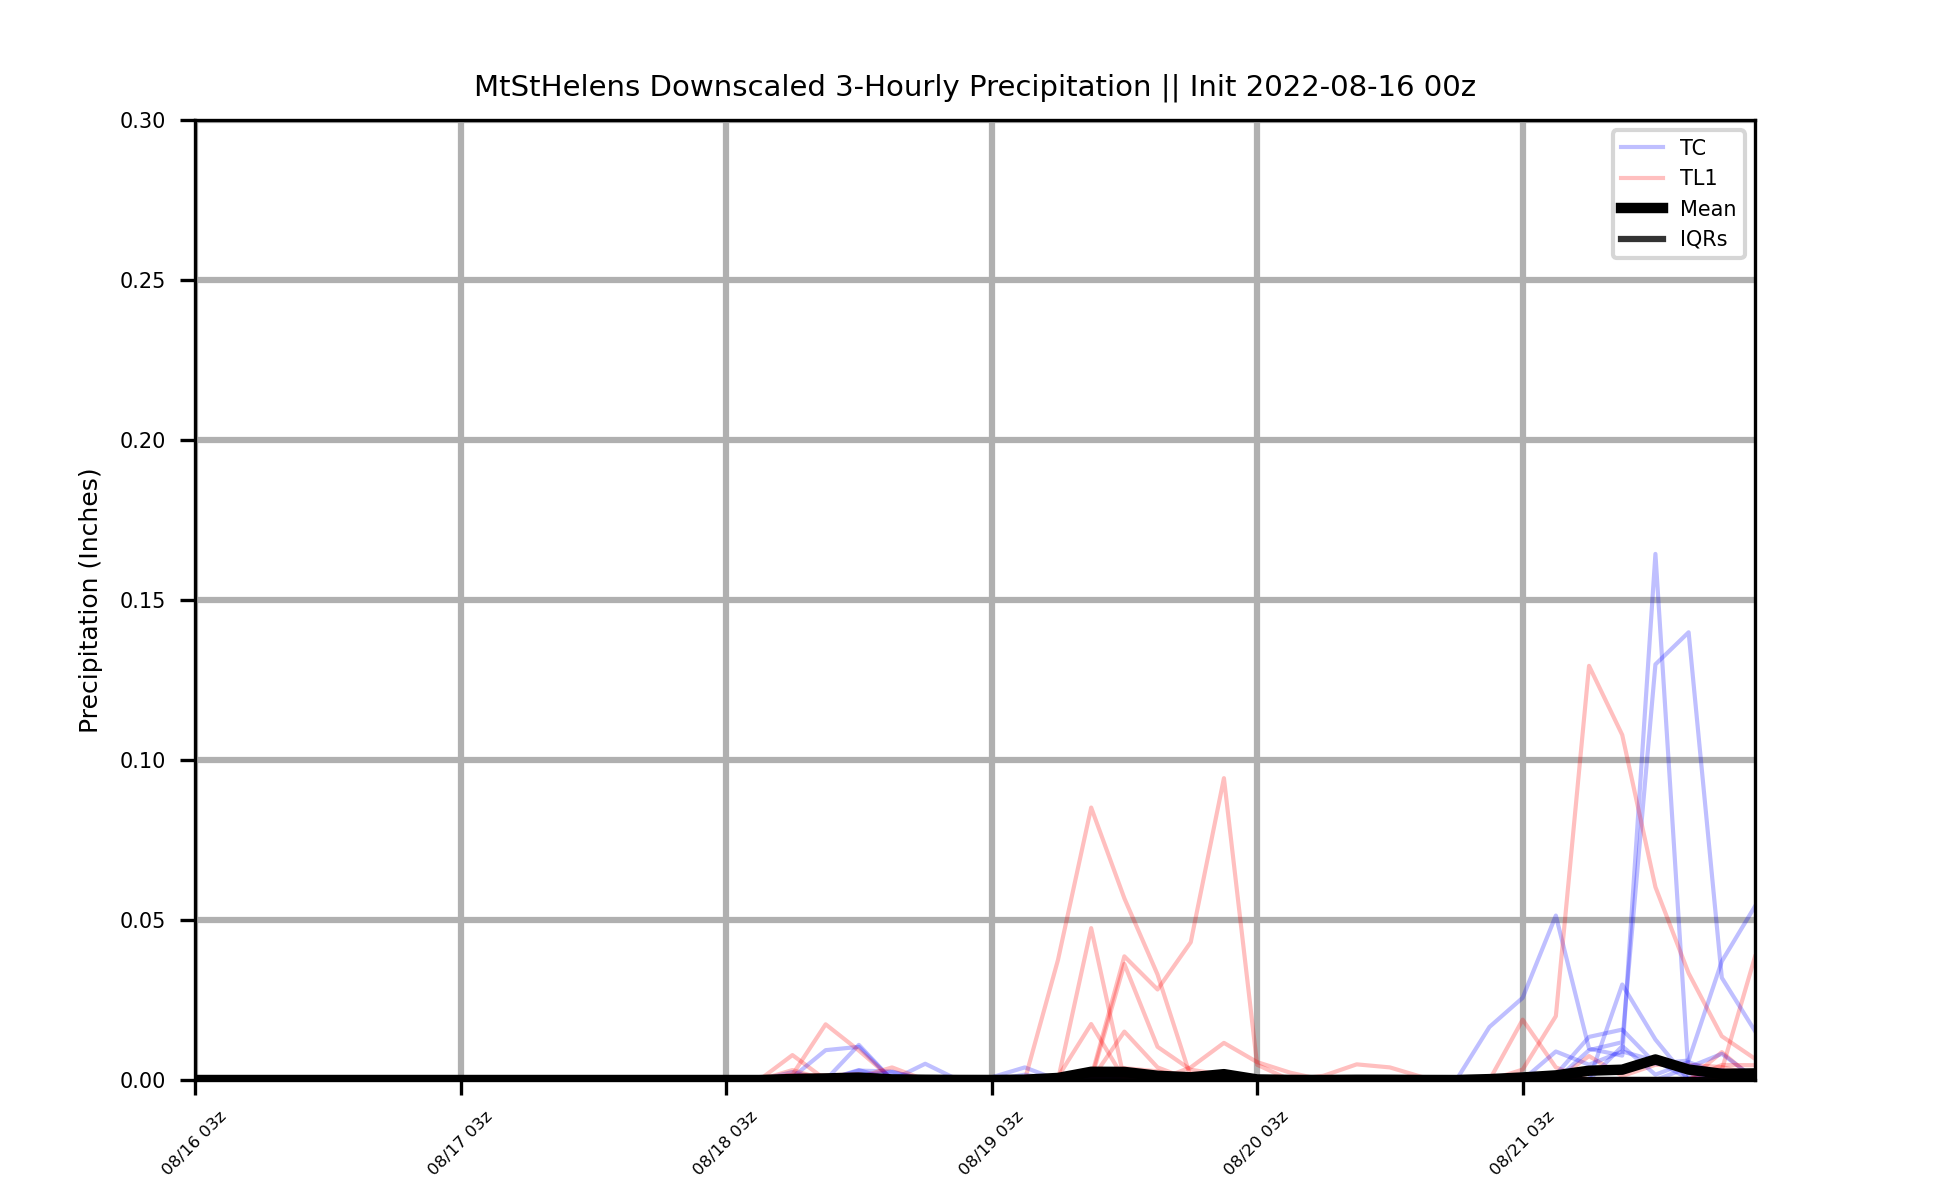 MtStHelens Downscaled 3-Hourly Precipitation || Init 2022-08-16 00z
0.30
0.25
0.20
0.15
0.10
0.05
0.00
Precipitation (Inches)
TC
TL1
Mean
IQRs
08/16 03z
08/17 03z
08/18 03z
08/19 03z
08/20 03z
08/21 03z